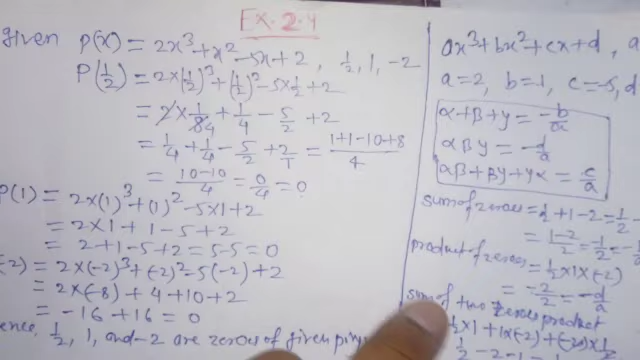 Ex. 2.4
given P(x) = 2x³+x²-5x+2, 1/2, 1, -2
P(1/2) = 2×(1/2)³+(1/2)²-5×1/2+2
= 2×1/84+1/4-5/2+2
= 1/4+1/4-5/2+2/1 = 1+1-10+8/4
= 10-10/4 = 0/4 = 0
P(1) = 2×(1)³+(1)²-5×1+2
= 2×1+1-5+2
= 2+1-5+2=5-5=0
-2) = 2×(-2)³+(-2)²-5(-2)+2
= 2×(-8)+4+10+2
= -16+16=0
ence, 1/2, 1, and -2 are zeroes of given
ax³+bx²+cx+d, a
a=2, b=1, c=-5, d
α+β+γ=-b/a
αβγ=-d/a
αβ+βγ+γα=c/a
sum of zeroes=1/2+1-2=1/2-
=1-2/2=-1/2=-
product of zeroes=1/2×1×(-2)
=-2/2=-d/a
sum of two zeroes product
1/2×1+1×(-2)+(-2)×1/2
1/2-2-